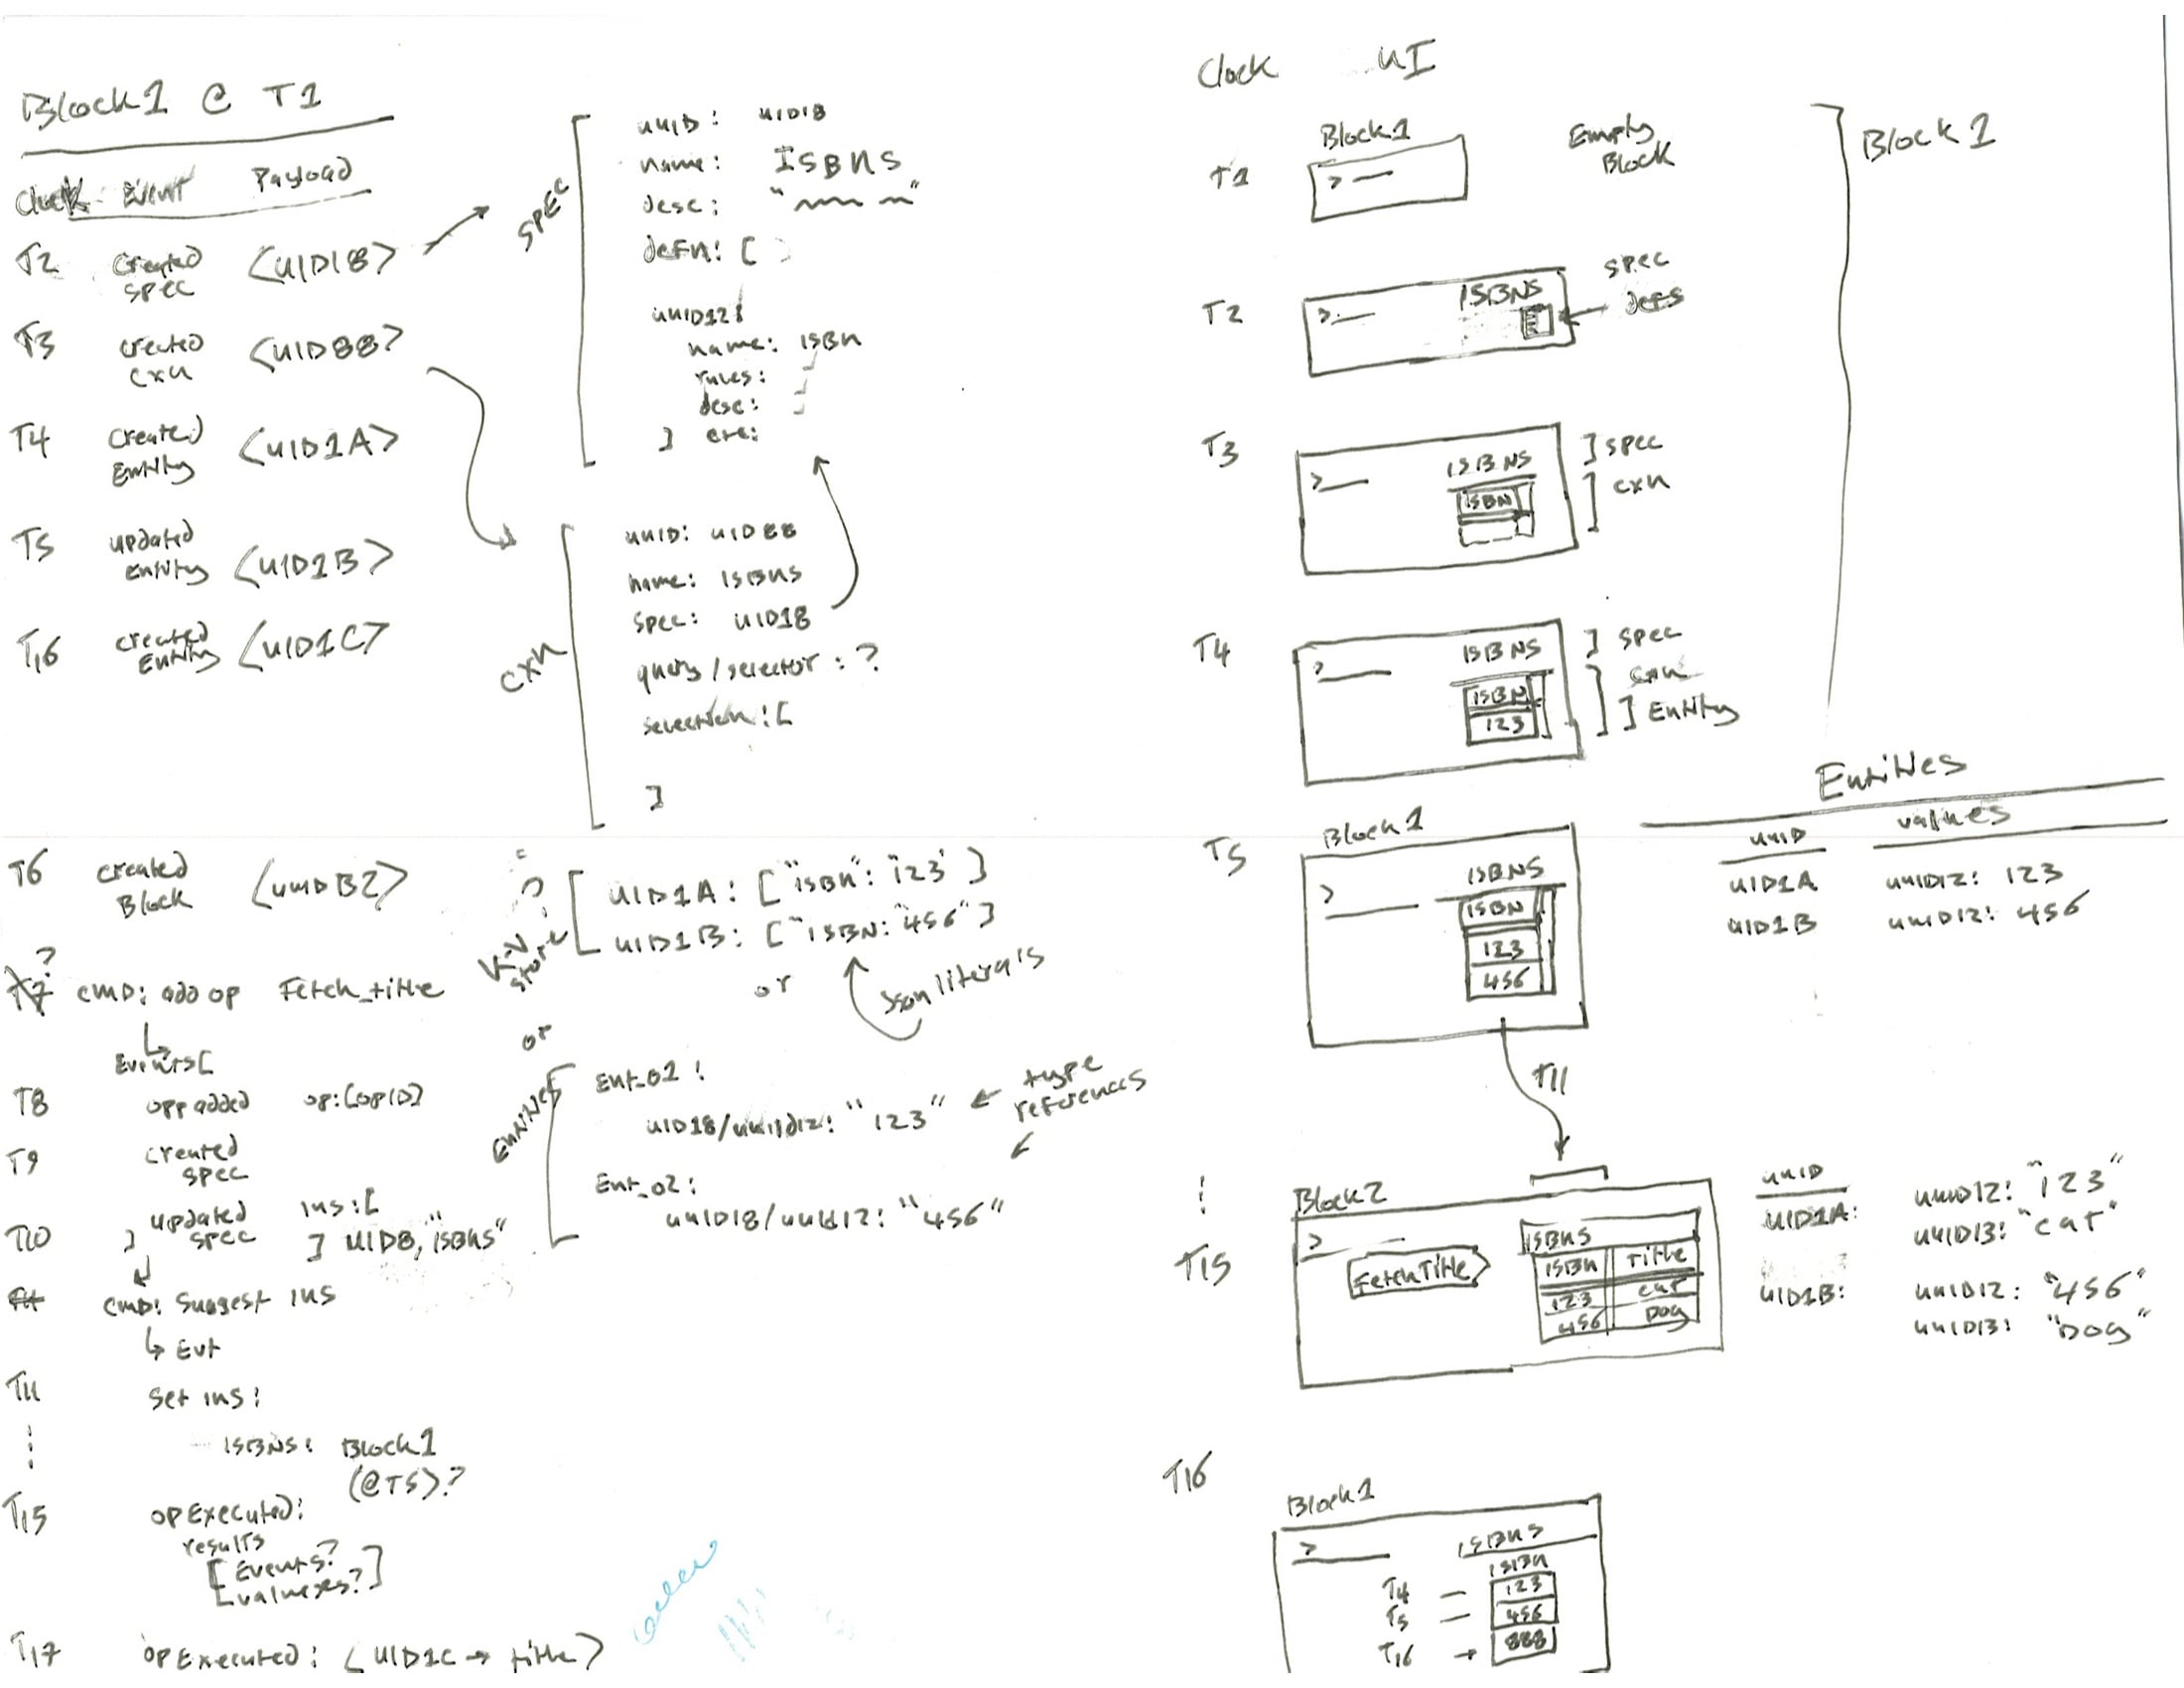 Block1 @ T1
Clock Event Payload
T2 created spec <UID18>
T3 created cxn <UID88>
T4 created Entity <UID1A>
T5 updated entity <UID1B>
T16 created Entity <UID1C>
SPEC
uuid: UID18
name: ISBNS
desc: " "
defn: [
uuid12:
name: ISBN
rules:
desc:
] etc:
cxn
uuid: UID88
name: ISBNS
spec: UID18
query/selector: ?
selection: [
]
T6 created Block <uuidB2>
T7 ?
cmd: add op Fetch_title
Events[
T8 opp added op: [opID]
T9 created spec
T10 ] updated spec ins: [
] UID8, "ISBNS"
T11 cmd: suggest ins
Evt
T11 set ins:
ISBNS: Block1
(@T5)?
T15 opExecuted:
results
[Events?
values?]
T17 opExecuted: <UID1C → title>
K-V store ?
UID1A: ["isbn": "123"]
UID1B: ["ISBN: "456"]
or
Json literals
or
Entities
Ent_01:
UID18/uuid12: "123"
type references
Ent_02:
uuID18/uuid12: "456"
Clock UI
T1 Block1
>
Empty Block
Block 1
T2 >
ISBNS
spec defs
T3 >
ISBNS
ISBN
] spec
] cxn
T4 >
ISBNS
ISBN
123
] spec
cxn
] Entity
T5 Block1
>
ISBNS
ISBN
123
456
Entities
uuid values
UID1A uuID12: 123
UID1B uuID12: 456
T11
T15 Block2
>
FetchTitle
ISBNS
ISBN Title
123 cat
456 Dog
uuid
UID1A: uuID12: "123"
uuID13: "cat"
UID1B: uuID12: "456"
uuID13: "Dog"
T16
Block1
>
ISBNS
ISBN
T4 — 123
T5 — 456
T16 → 888